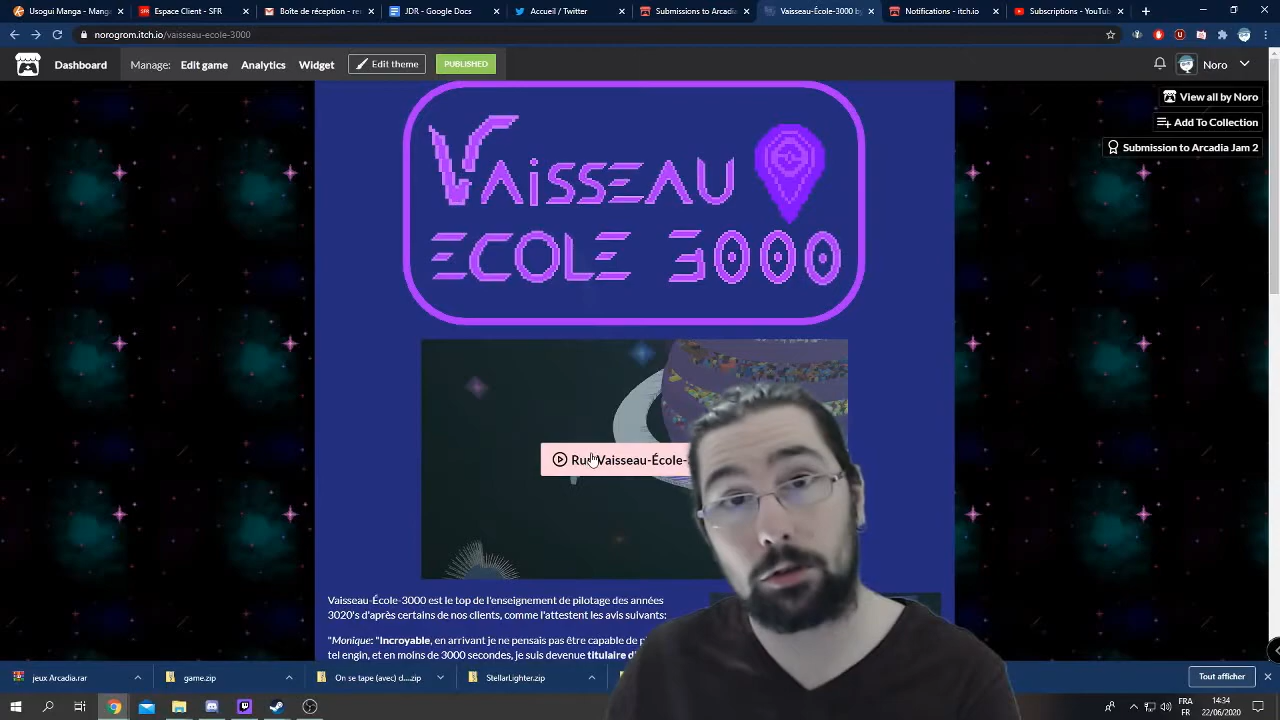 Usogui Manga - Mang
Espace Client - SFR
Boîte de réception - re
JDR - Google Docs
Accueil / Twitter
Submissions to Arcadia
Vaisseau-École-3000 by
Notifications - itch.io
Subscriptions - YouTub
norogrom.itch.io/vaisseau-ecole-3000
Dashboard Manage: Edit game Analytics Widget Edit theme PUBLISHED Noro
View all by Noro
Add To Collection
Submission to Arcadia Jam 2
VAISSEAU
ECOLE 3000
Vaisseau-École-
Vaisseau-École-3000 est le top de l'enseignement de pilotage des années
3020's d'après certains de nos clients, comme l'attestent les avis suivants:
"Monique: "Incroyable, en arrivant je ne pensais pas être capable de
tel engin, et en moins de 3000 secondes, je suis devenue titulaire
jeux Arcadia.rar
game.zip
On se tape (avec) d....zip
StellarLighter.zip
Tout afficher
FRA
FR
14:34
22/06/2020